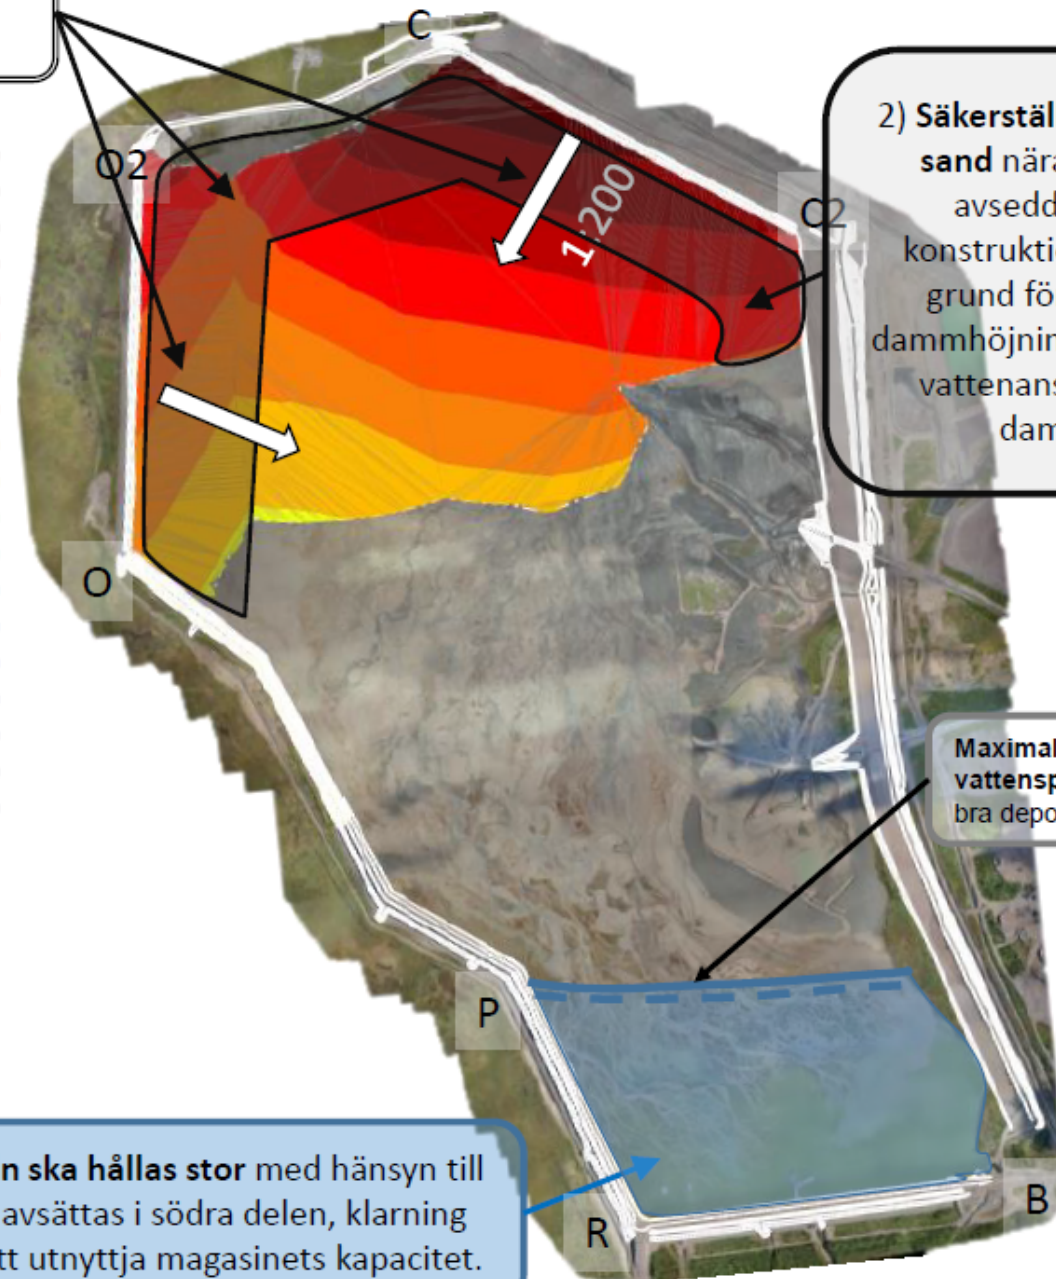 C
O2
C2
1:200
2) Säkerstäl
sand nära
avsedd
konstruktio
grund fö
dammhöjnin
vattenans
dam
O
Maximal
vattensp
bra depo
P
n ska hållas stor med hänsyn till
avsättas i södra delen, klarning
tt utnyttja magasinets kapacitet.
R
B